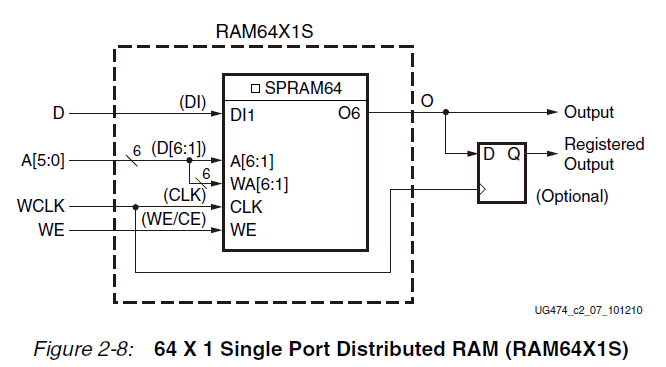 RAM64X1S
SPRAM64
D
(DI)
DI1
O6
O
Output
A[5:0]
6
(D[6:1])
A[6:1]
6
WA[6:1]
D Q
Registered
Output
WCLK
(CLK)
CLK
(Optional)
WE
(WE/CE)
WE
UG474_c2_07_101210
Figure 2-8: 64 X 1 Single Port Distributed RAM (RAM64X1S)